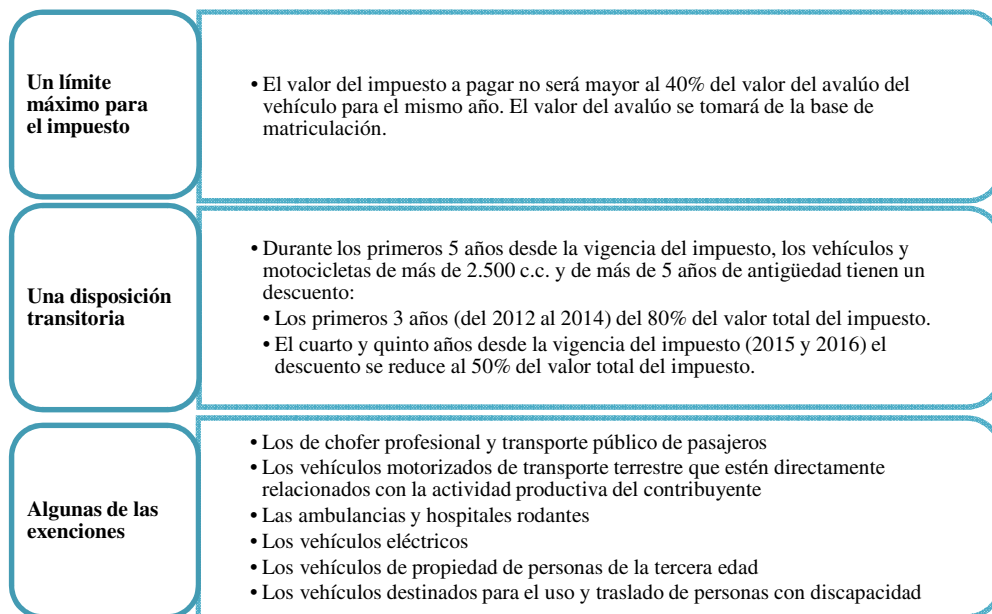 Un límite
máximo para
el impuesto
• El valor del impuesto a pagar no será mayor al 40% del valor del avalúo del
vehículo para el mismo año. El valor del avalúo se tomará de la base de
matriculación.
Una disposición
transitoria
• Durante los primeros 5 años desde la vigencia del impuesto, los vehículos y
motocicletas de más de 2.500 c.c. y de más de 5 años de antigüedad tienen un
descuento:
• Los primeros 3 años (del 2012 al 2014) del 80% del valor total del impuesto.
• El cuarto y quinto años desde la vigencia del impuesto (2015 y 2016) el
descuento se reduce al 50% del valor total del impuesto.
Algunas de las
exenciones
• Los de chofer profesional y transporte público de pasajeros
• Los vehículos motorizados de transporte terrestre que estén directamente
relacionados con la actividad productiva del contribuyente
• Las ambulancias y hospitales rodantes
• Los vehículos eléctricos
• Los vehículos de propiedad de personas de la tercera edad
• Los vehículos destinados para el uso y traslado de personas con discapacidad